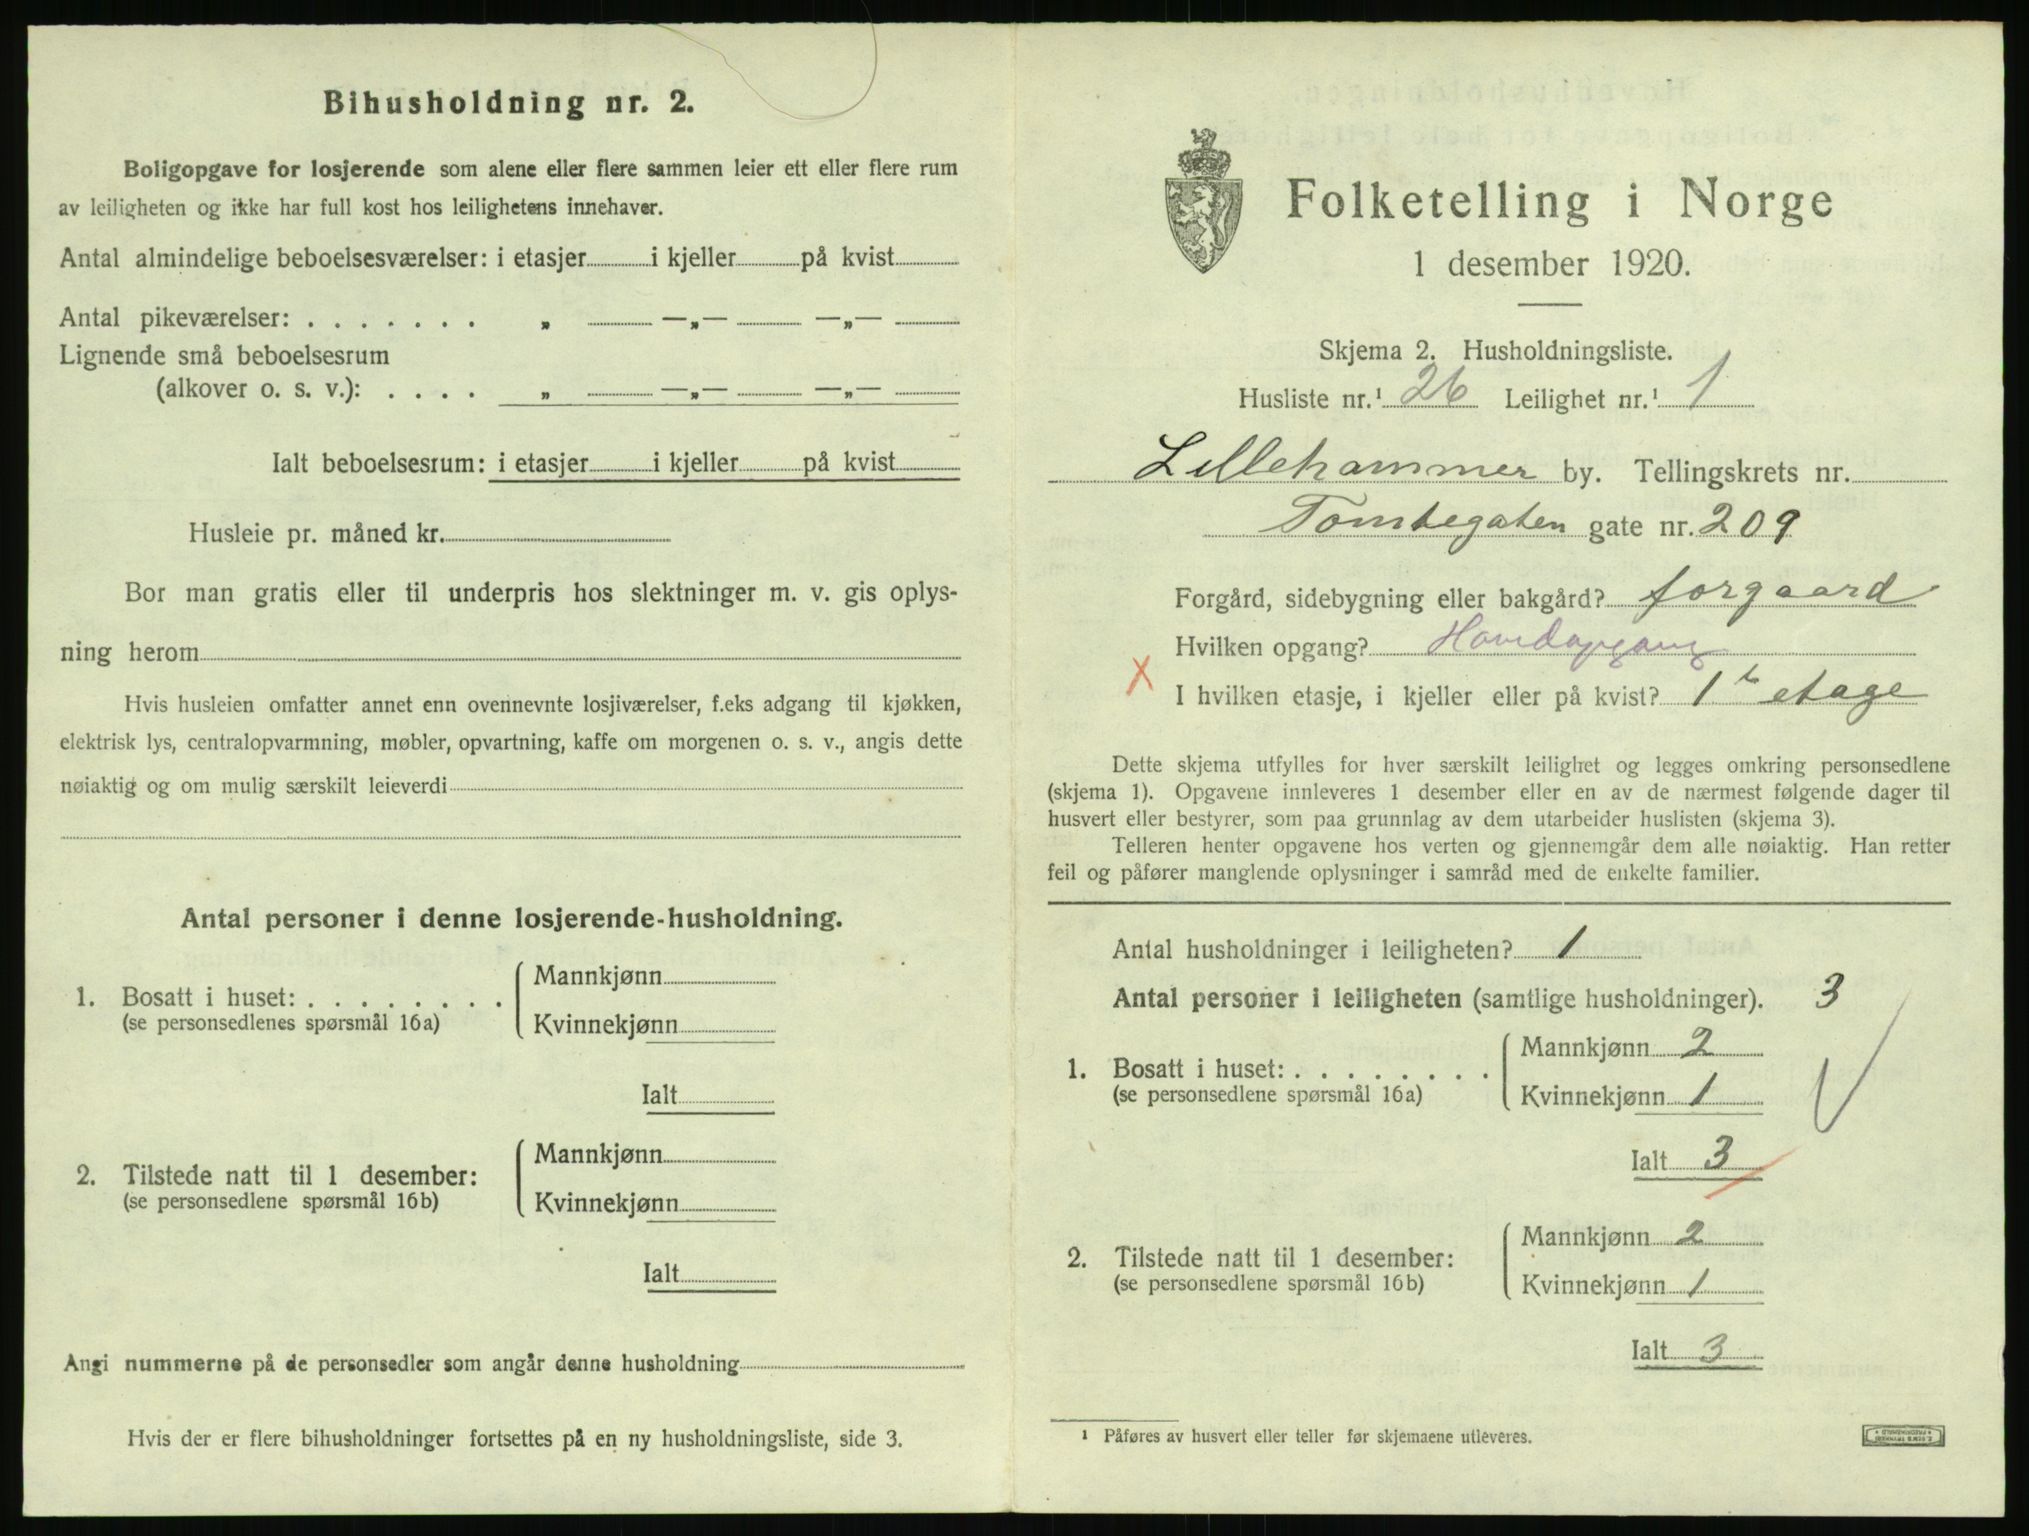 Bihusholdning nr. 2.
Boligopgave for losjerende som alene eller flere sammen leier ett eller flere rum
av leiligheten og ikke har full kost hos leilighetens innehaver.
Antal almindelige beboelsesværelser: i etasjer i kjeller på kvist
Antal pikeværelser: . . . . . . . „ —„— —„—
Lignende små beboelsesrum
(alkover o. s. v.): . . . . „ —„— —„—
Ialt beboelsesrum: i etasjer i kjeller på kvist
Husleie pr. måned kr.
Bor man gratis eller til underpris hos slektninger m. v. gis oplys-
ning herom
Hvis husleien omfatter annet enn ovennevnte losjiværelser, f.eks adgang til kjøkken,
elektrisk lys, centralopvarmning, møbler, opvartning, kaffe om morgenen o. s. v., angis dette
nøiaktig og om mulig særskilt leieverdi
Antal personer i denne losjerende-husholdning.
1. Bosatt i huset: . . . . . . . . Mannkjønn
(se personsedlenes spørsmål 16a) Kvinnekjønn
Ialt
2. Tilstede natt til 1 desember: Mannkjønn
(se personsedlene spørsmål 16b) Kvinnekjønn
Ialt
Angi nummerne på de personsedler som angår denne husholdning
Hvis der er flere bihusholdninger fortsettes på en ny husholdningsliste, side 3.
Folketelling i Norge
1 desember 1920.
Skjema 2. Husholdningsliste.
Husliste nr.¹ 26 Leilighet nr.¹ 1
Lillehammer by. Tellingskrets nr.
Tomtegaten gate nr. 209
Forgård, sidebygning eller bakgård? forgaard
Hvilken opgang? Hovedopgang
X I hvilken etasje, i kjeller eller på kvist? 1ste etage
Dette skjema utfylles for hver særskilt leilighet og legges omkring personsedlene
(skjema 1). Opgavene innleveres 1 desember eller en av de nærmest følgende dager til
husvert eller bestyrer, som paa grunnlag av dem utarbeider huslisten (skjema 3).
Telleren henter opgavene hos verten og gjennemgår dem alle nøiaktig. Han retter
feil og påfører manglende oplysninger i samråd med de enkelte familier.
Antal husholdninger i leiligheten? 1
Antal personer i leiligheten (samtlige husholdninger). 3
1. Bosatt i huset: . . . . . . . . Mannkjønn 2
(se personsedlene spørsmål 16a) Kvinnekjønn 1
Ialt 3
2. Tilstede natt til 1 desember: Mannkjønn 2
(se personsedlene spørsmål 16b) Kvinnekjønn 1
Ialt 3
¹ Påføres av husvert eller teller før skjemaene utleveres.